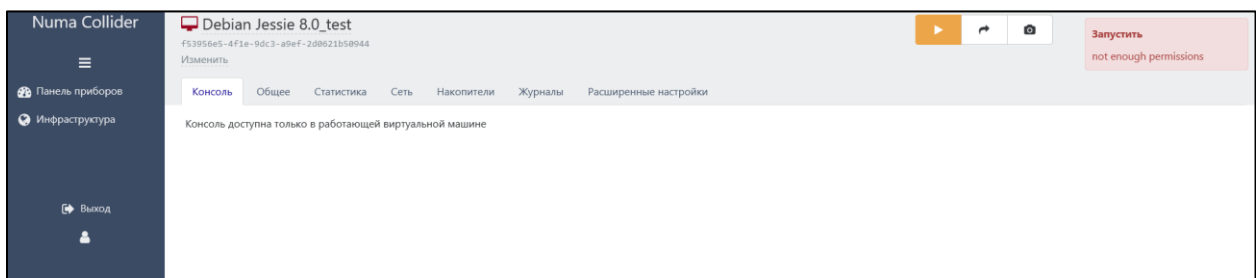 Numa Collider
Debian Jessie 8.0_test
f53956e5-4f1e-9dc3-a9ef-2d0621b50944
Изменить
Запустить
not enough permissions
Панель приборов
Инфраструктура
Выход
Консоль Общее Статистика Сеть Накопители Журналы Расширенные настройки
Консоль доступна только в работающей виртуальной машине